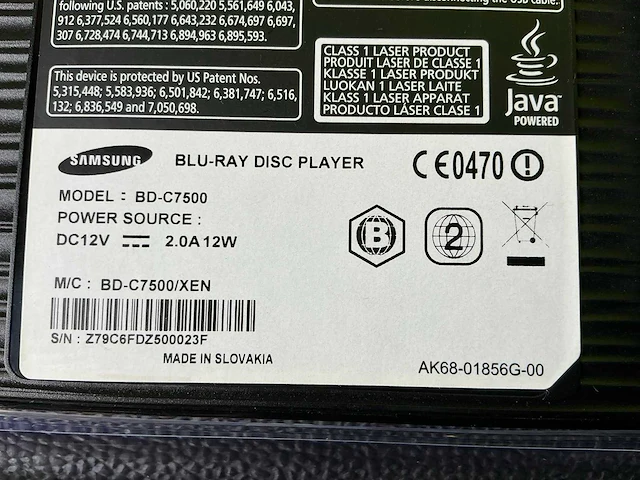 following U.S. patents : 5,060,220 5,561,649 6,043,
912 6,377,524 6,560,177 6,643,232 6,674,697 6,697,
307 6,728,474 6,744,713 6,894,963 6,895,593.
disconnecting the USB cable.
This device is protected by US Patent Nos.
5,315,448; 5,583,936; 6,501,842; 6,381,747; 6,516,
132; 6,836,549 and 7,050,698.
CLASS 1 LASER PRODUCT
PRODUIT LASER DE CLASSE 1
KLASSE 1 LASER PRODUKT
LUOKAN 1 LASER LAITE
KLASS 1 LASER APPARAT
PRODUCTO LÁSER CLASE 1
Java™
POWERED
SAMSUNG BLU-RAY DISC PLAYER
CE0470
MODEL : BD-C7500
POWER SOURCE :
DC12V 2.0A 12W
B
2
M/C : BD-C7500/XEN
S/N : Z79C6FDZ500023F
MADE IN SLOVAKIA
AK68-01856G-00